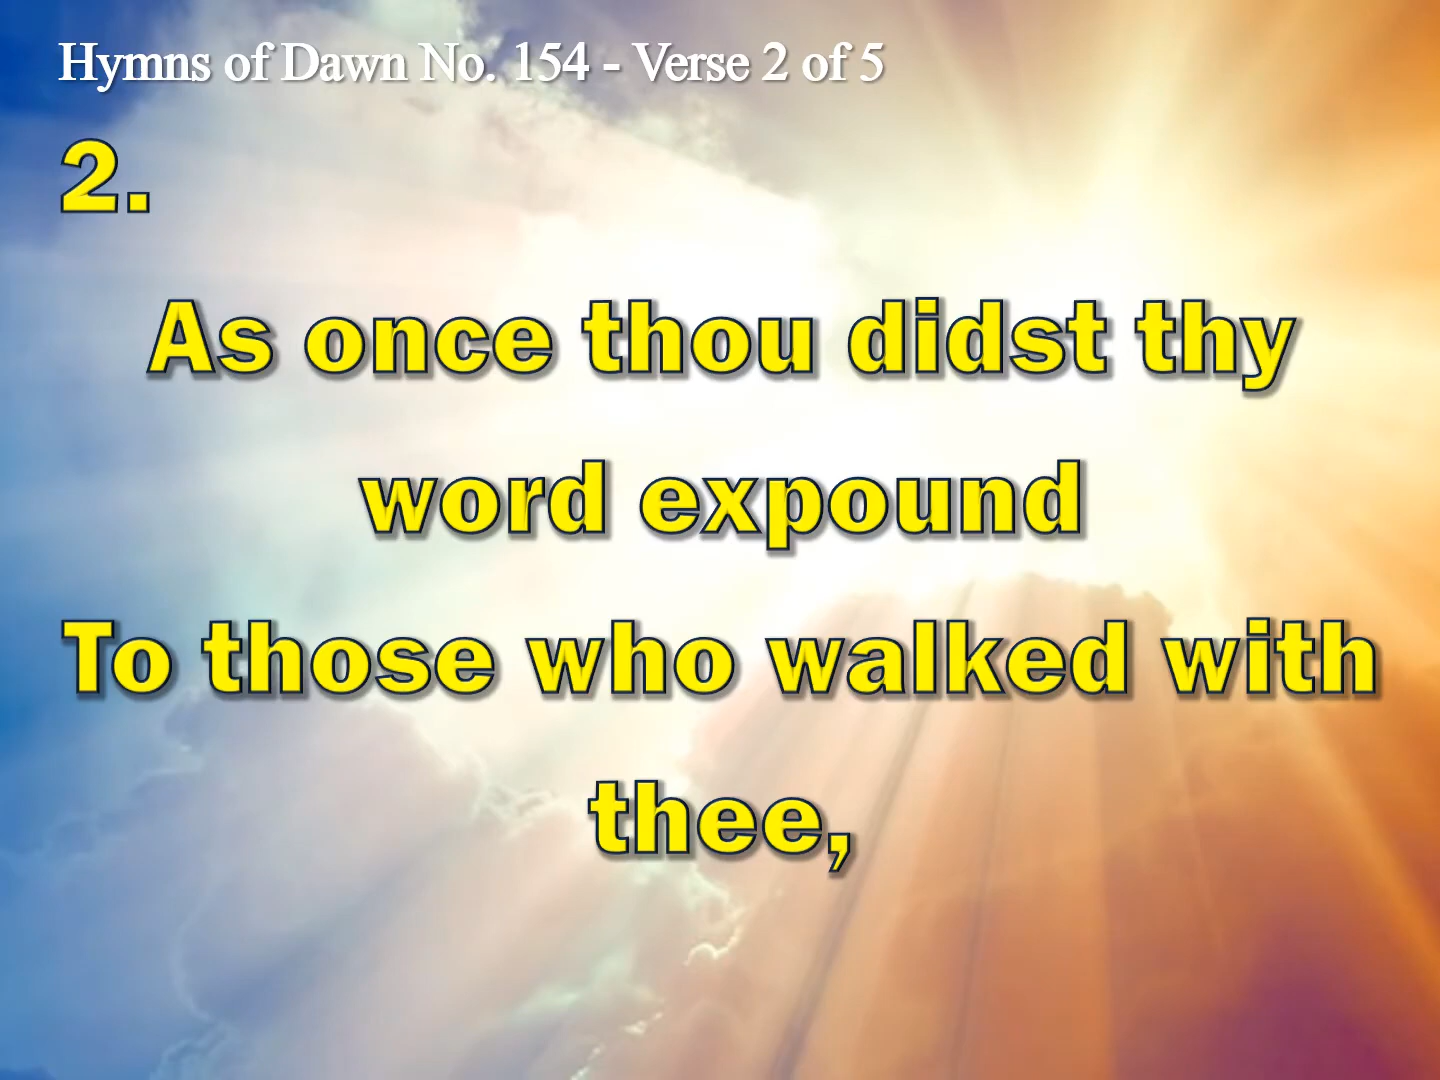 Hymns of Dawn No. 154 - Verse 2 of 5
2.
As once thou didst thy
word expound
To those who walked with
thee,